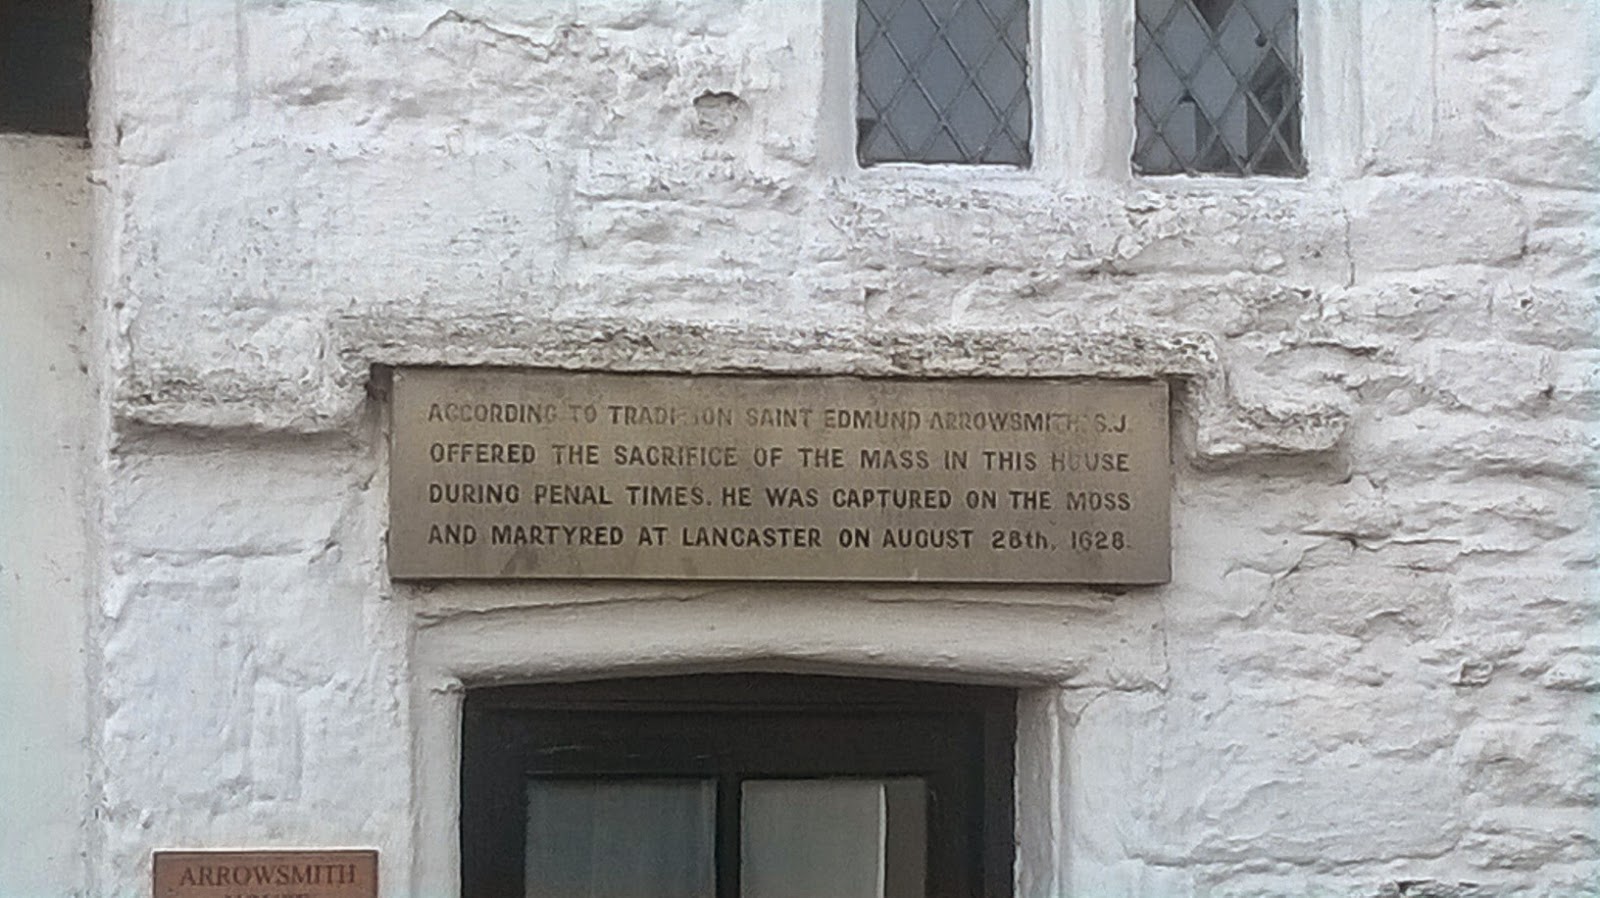 ACCORDING TO TRADITION SAINT EDMUND ARROWSMITH S.J.
OFFERED THE SACRIFICE OF THE MASS IN THIS HOUSE
DURING PENAL TIMES. HE WAS CAPTURED ON THE MOSS
AND MARTYRED AT LANCASTER ON AUGUST 28th, 1628.
ARROWSMITH
HOUSE